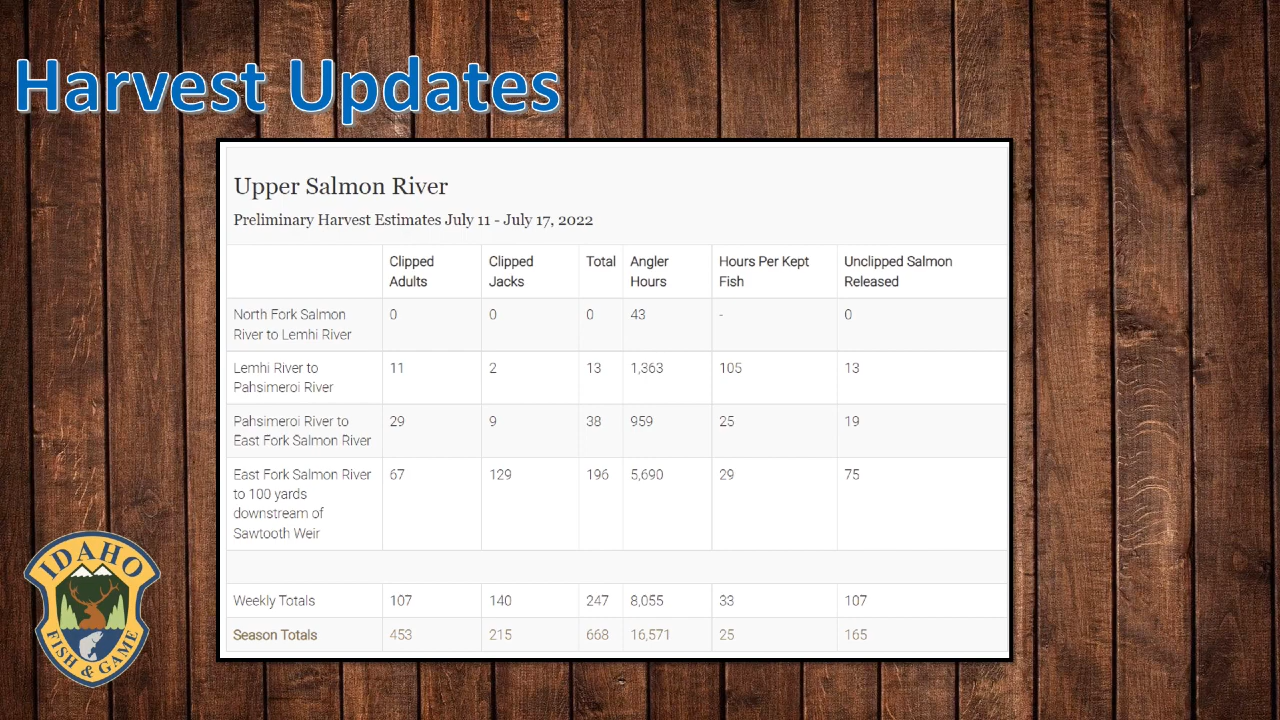 Harvest Updates
Upper Salmon River
Preliminary Harvest Estimates July 11 - July 17, 2022
Clipped Adults Clipped Jacks Total Angler Hours Hours Per Kept Fish Unclipped Salmon Released
North Fork Salmon River to Lemhi River 0 0 0 43 - 0
Lemhi River to Pahsimeroi River 11 2 13 1,363 105 13
Pahsimeroi River to East Fork Salmon River 29 9 38 959 25 19
East Fork Salmon River to 100 yards downstream of Sawtooth Weir 67 129 196 5,690 29 75
Weekly Totals 107 140 247 8,055 33 107
Season Totals 453 215 668 16,571 25 165
IDAHO
FISH & GAME